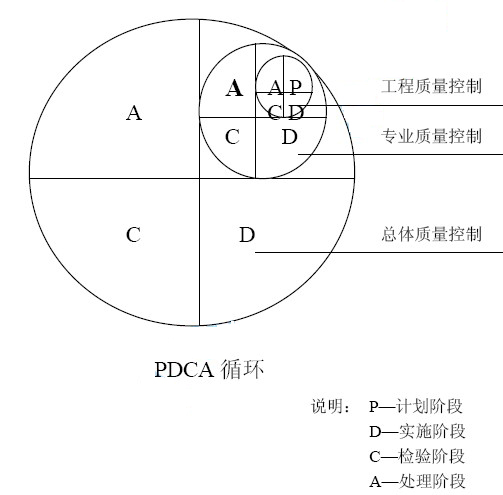 工程质量控制
A P
A
C D
A
专业质量控制
C D
总体质量控制
C D
PDCA 循环
说明： P—计划阶段
D—实施阶段
C—检验阶段
A—处理阶段